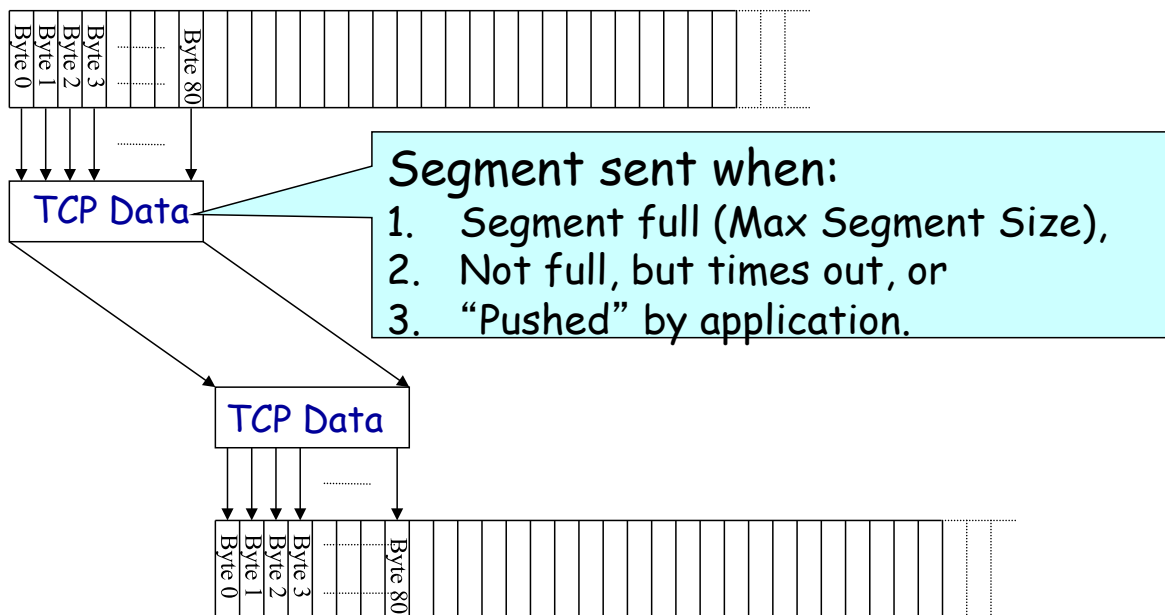 Byte 0
Byte 1
Byte 2
Byte 3
Byte 80
TCP Data
Segment sent when:
1. Segment full (Max Segment Size),
2. Not full, but times out, or
3. “Pushed” by application.
TCP Data
Byte 0
Byte 1
Byte 2
Byte 3
Byte 80